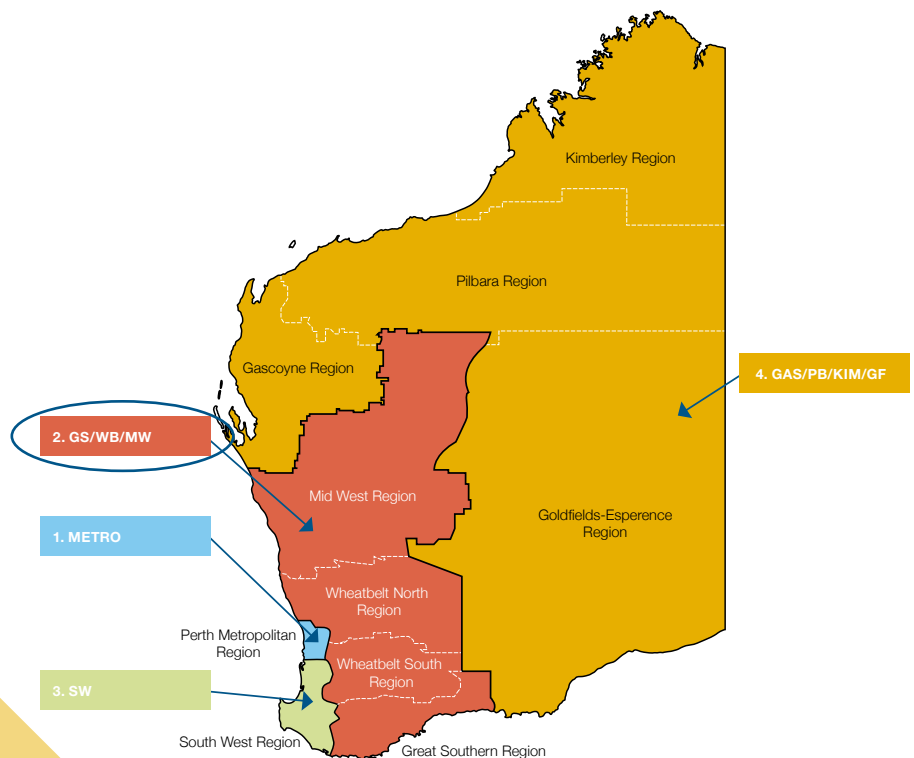 Kimberley Region
Pilbara Region
Gascoyne Region
4. GAS/PB/KIM/GF
2. GS/WB/MW
Mid West Region
Goldfields-Esperence
Region
1. METRO
Wheatbelt North
Region
Perth Metropolitan
Region
Wheatbelt South
Region
3. SW
South West Region
Great Southern Region